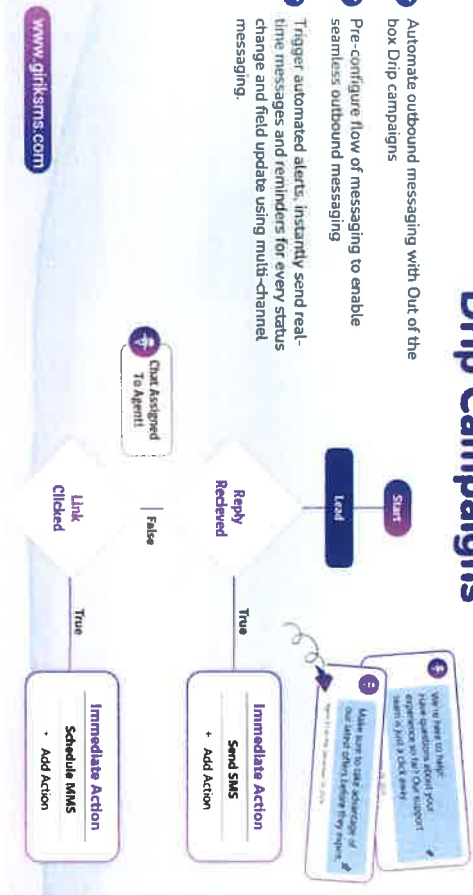 Drip Campaigns
Automate outbound messaging with Out of the
box Drip campaigns
Pre-configure flow of messaging to enable
seamless outbound messaging
Trigger automated alerts, instantly send real-
time messages and reminders for every status
change and field update using multi-channel
messaging.
www.giriksms.com
Start
Lead
Reply
Recieved
True
Immediate Action
Send SMS
+ Add Action
False
Chat Assigned
To Agent!
Link
Clicked
True
Immediate Action
Schedule MMS
+ Add Action
We're here to help!
Have questions about your
experience so far? Our support
team is just a click away
Make sure to take advantage of
our latest offers before they expire.